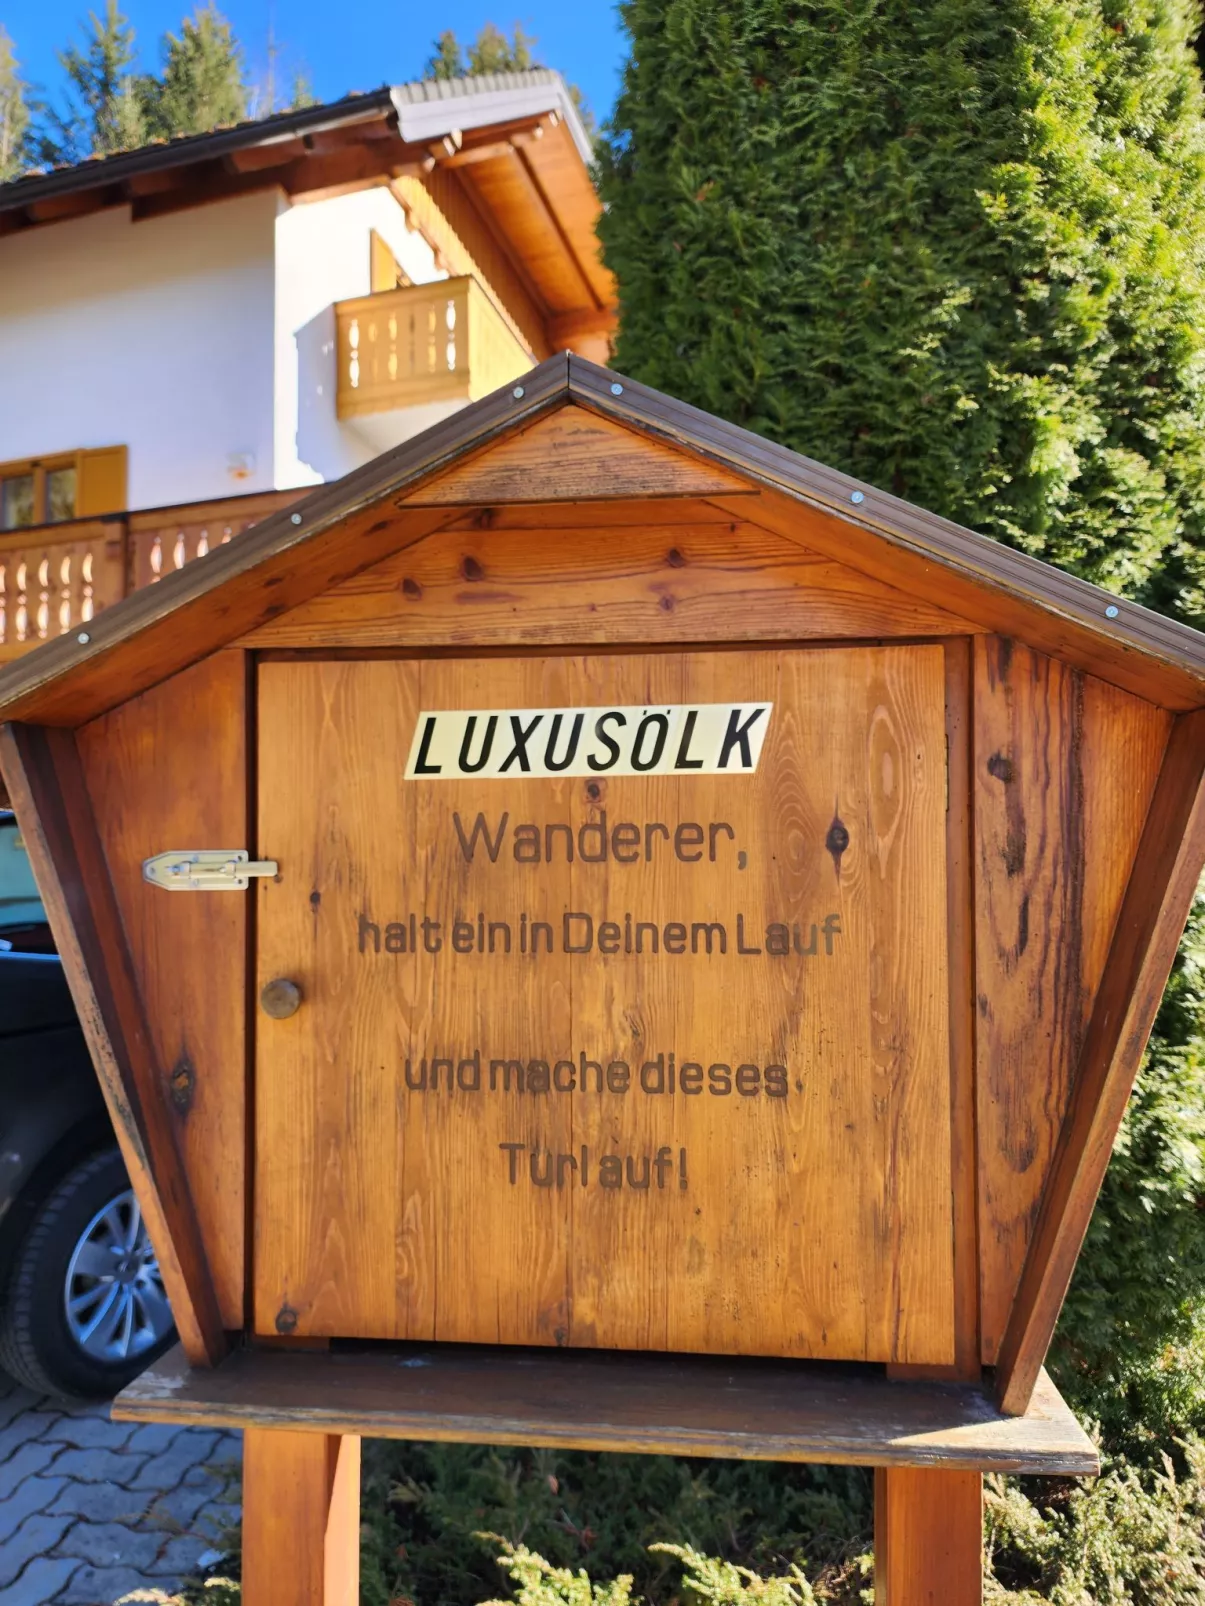 LUXUSÖLK
Wanderer,
halt ein in Deinem Lauf
und mache dieses
Türl auf!